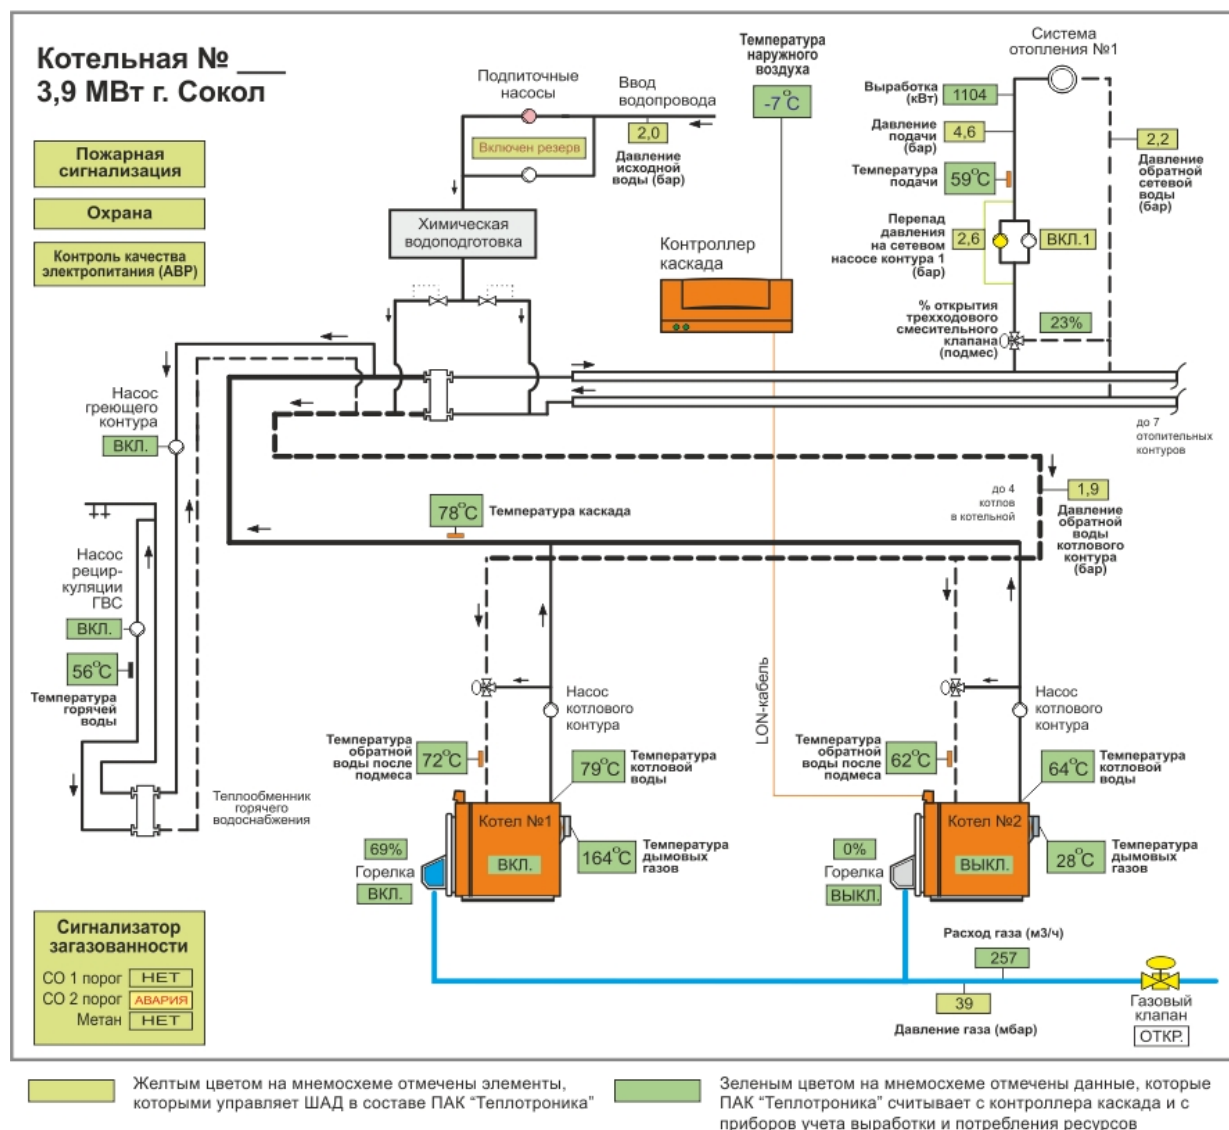 Котельная № ___
3,9 МВт г. Сокол
Пожарная
сигнализация
Охрана
Контроль качества
электропитания (АВР)
Подпиточные
насосы
Ввод
водопровода
Включен резерв
2,0
Давление
исходной
воды (бар)
Химическая
водоподготовка
Температура
наружного
воздуха
-7°C
Контроллер
каскада
Система
отопления №1
Выработка
(кВт)
1104
Давление
подачи
(бар)
4,6
Температура
подачи
59°C
2,2
Давление
обратной
сетевой
воды
(бар)
Перепад
давления
на сетевом
насосе контура 1
(бар)
2,6
ВКЛ.1
% открытия
трехходового
смесительного
клапана
(подмес)
23%
до 7
отопительных
контуров
Насос
греющего
контура
ВКЛ.
78°C
Температура каскада
до 4
котлов
в котельной
1,9
Давление
обратной
воды
котлового
контура
(бар)
Насос
рецир-
куляции
ГВС
ВКЛ.
56°C
Температура
горячей
воды
Теплообменник
горячего
водоснабжения
LON-кабель
Насос
котлового
контура
Температура
обратной
воды после
подмеса
72°C
79°C
Температура
котловой
воды
Котел №1
ВКЛ.
69%
Горелка
ВКЛ.
164°C
Температура
дымовых
газов
Насос
котлового
контура
Температура
обратной
воды после
подмеса
62°C
64°C
Температура
котловой
воды
Котел №2
ВЫКЛ.
0%
Горелка
ВЫКЛ.
28°C
Температура
дымовых
газов
Сигнализатор
загазованности
СО 1 порог НЕТ
СО 2 порог АВАРИЯ
Метан НЕТ
Расход газа (м3/ч)
257
39
Давление газа (мбар)
Газовый
клапан
ОТКР.
Желтым цветом на мнемосхеме отмечены элементы,
которыми управляет ШАД в составе ПАК “Теплотроника”
Зеленым цветом на мнемосхеме отмечены данные, которые
ПАК “Теплотроника” считывает с контроллера каскада и с
приборов учета выработки и потребления ресурсов